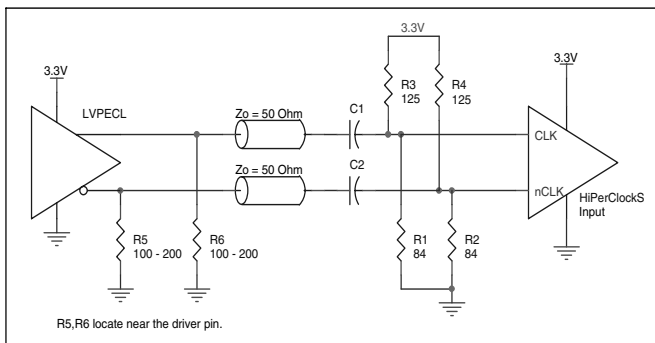 3.3V
3.3V
3.3V
LVPECL
Zo = 50 Ohm
C1
R3
125
R4
125
CLK
Zo = 50 Ohm
C2
nCLK
HiPerClockS
Input
R5
100 - 200
R6
100 - 200
R1
84
R2
84
R5,R6 locate near the driver pin.